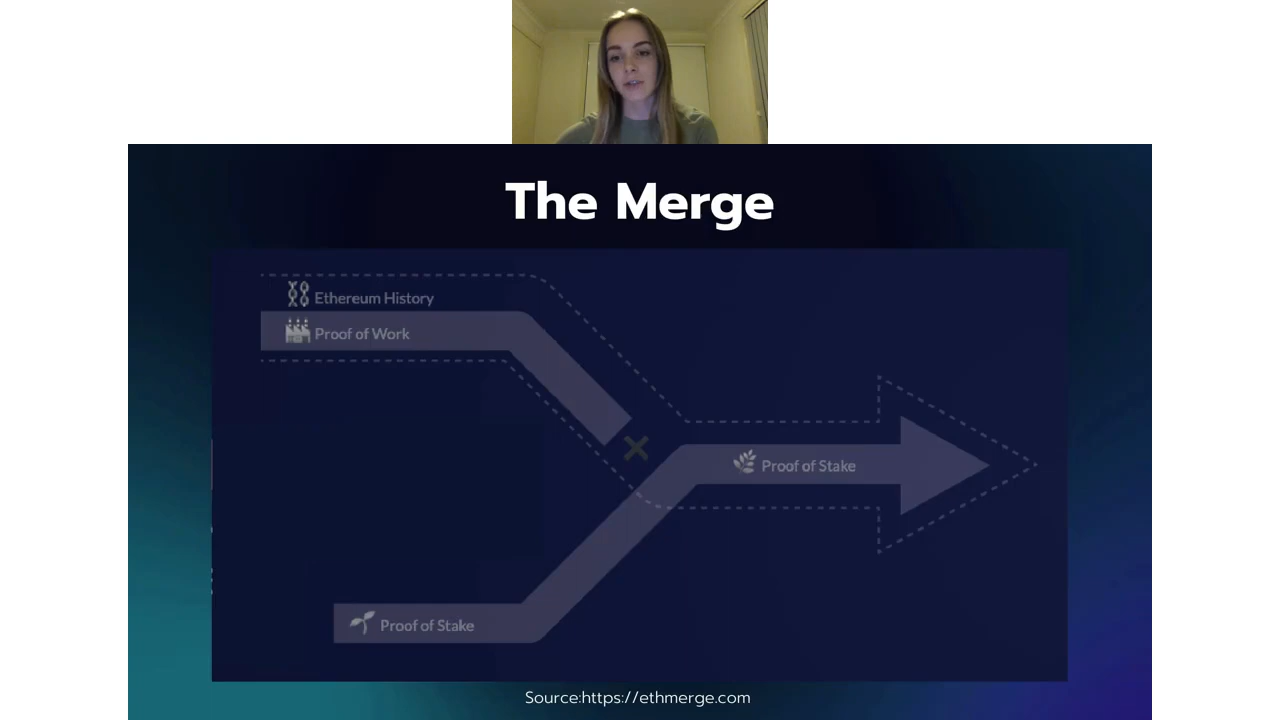 The Merge
Ethereum History
Proof of Work
Proof of Stake
Proof of Stake
Source:https://ethmerge.com